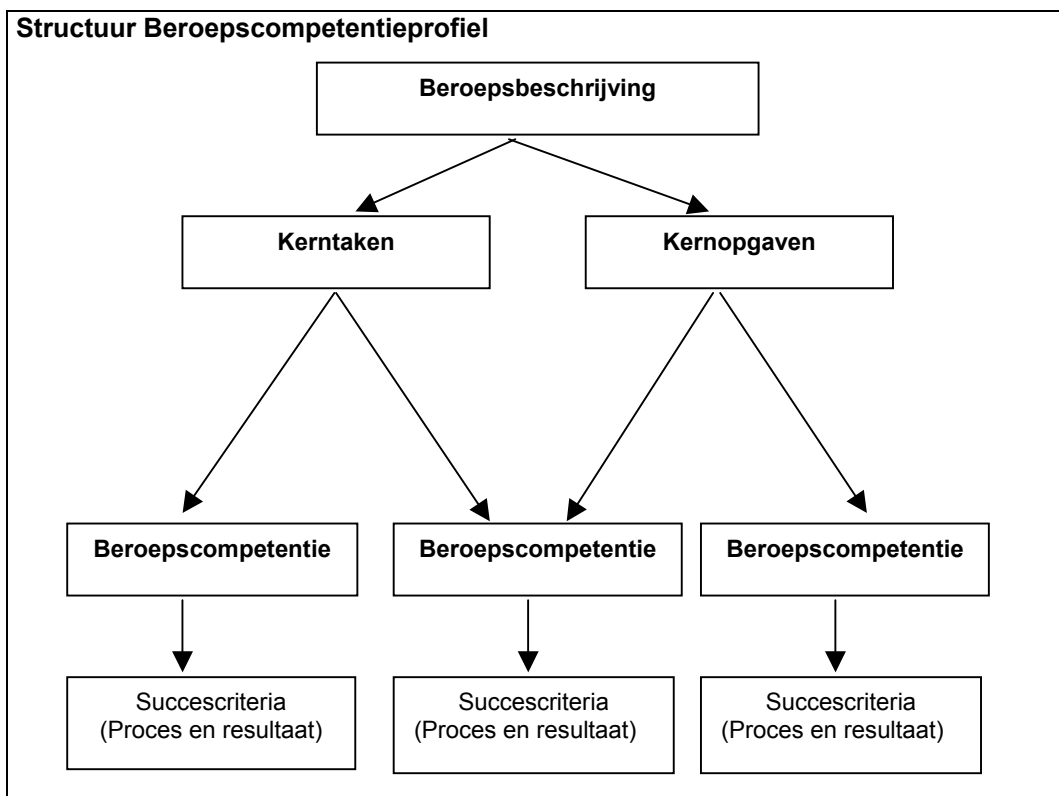 Structuur Beroepscompetentieprofiel
Beroepsbeschrijving
Kerntaken
Kernopgaven
Beroepscompetentie
Beroepscompetentie
Beroepscompetentie
Succescriteria
(Proces en resultaat)
Succescriteria
(Proces en resultaat)
Succescriteria
(Proces en resultaat)